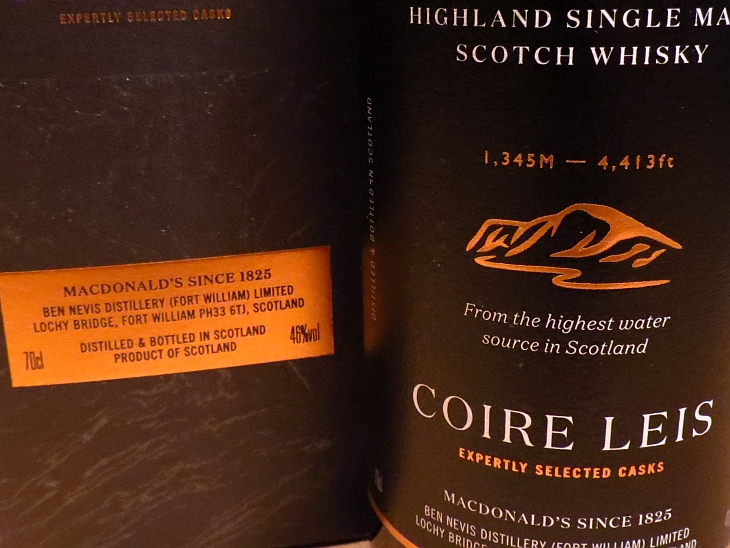 EXPERTLY SELECTED CASKS
MACDONALD'S SINCE 1825
BEN NEVIS DISTILLERY (FORT WILLIAM) LIMITED
LOCHY BRIDGE, FORT WILLIAM PH33 6TJ, SCOTLAND
DISTILLED & BOTTLED IN SCOTLAND
PRODUCT OF SCOTLAND
70cl
46%vol
DISTILLED & BOTTLED IN SCOTLAND
HIGHLAND SINGLE MA
SCOTCH WHISKY
1,345M — 4,413ft
From the highest water
source in Scotland
COIRE LEIS
EXPERTLY SELECTED CASKS
MACDONALD'S SINCE 1825
BEN NEVIS DISTILLERY (FORT WILLIAM) LIMITED
LOCHY BRIDGE